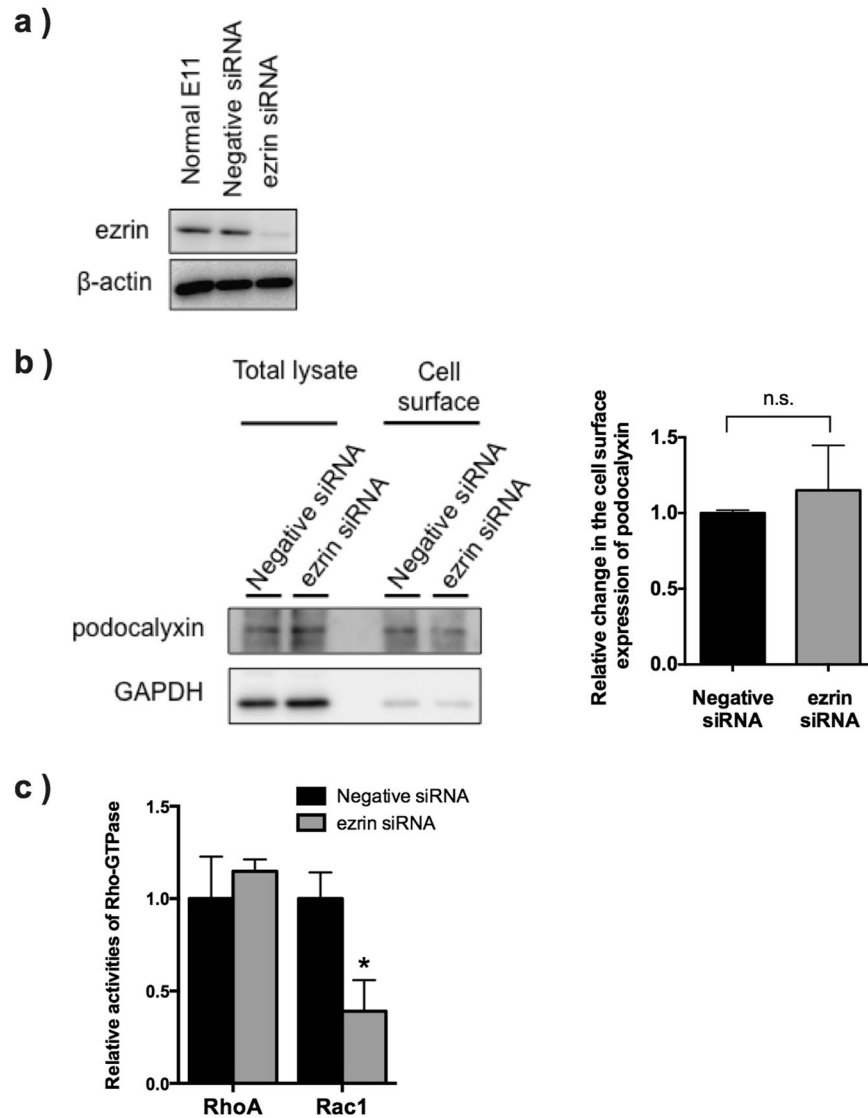 a )
Normal E11
Negative siRNA
ezrin siRNA
ezrin
β-actin
b )
Total lysate
Cell
surface
Negative siRNA
ezrin siRNA
Negative siRNA
ezrin siRNA
podocalyxin
GAPDH
Relative change in the cell surface
expression of podocalyxin
n.s.
1.5
1.0
0.5
0.0
Negative
siRNA
ezrin
siRNA
c )
Relative activities of Rho-GTPase
1.5
1.0
0.5
0.0
Negative siRNA
ezrin siRNA
*
RhoA
Rac1